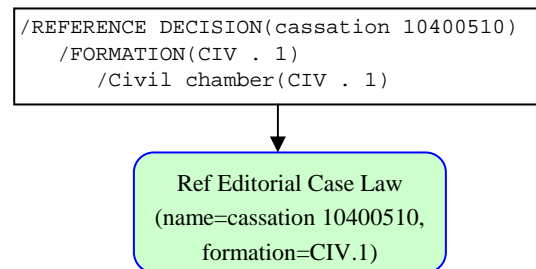 /REFERENCE DECISION(cassation 10400510)
/FORMATION(CIV . 1)
/Civil chamber(CIV . 1)
Ref Editorial Case Law
(name=cassation 10400510,
formation=CIV.1)